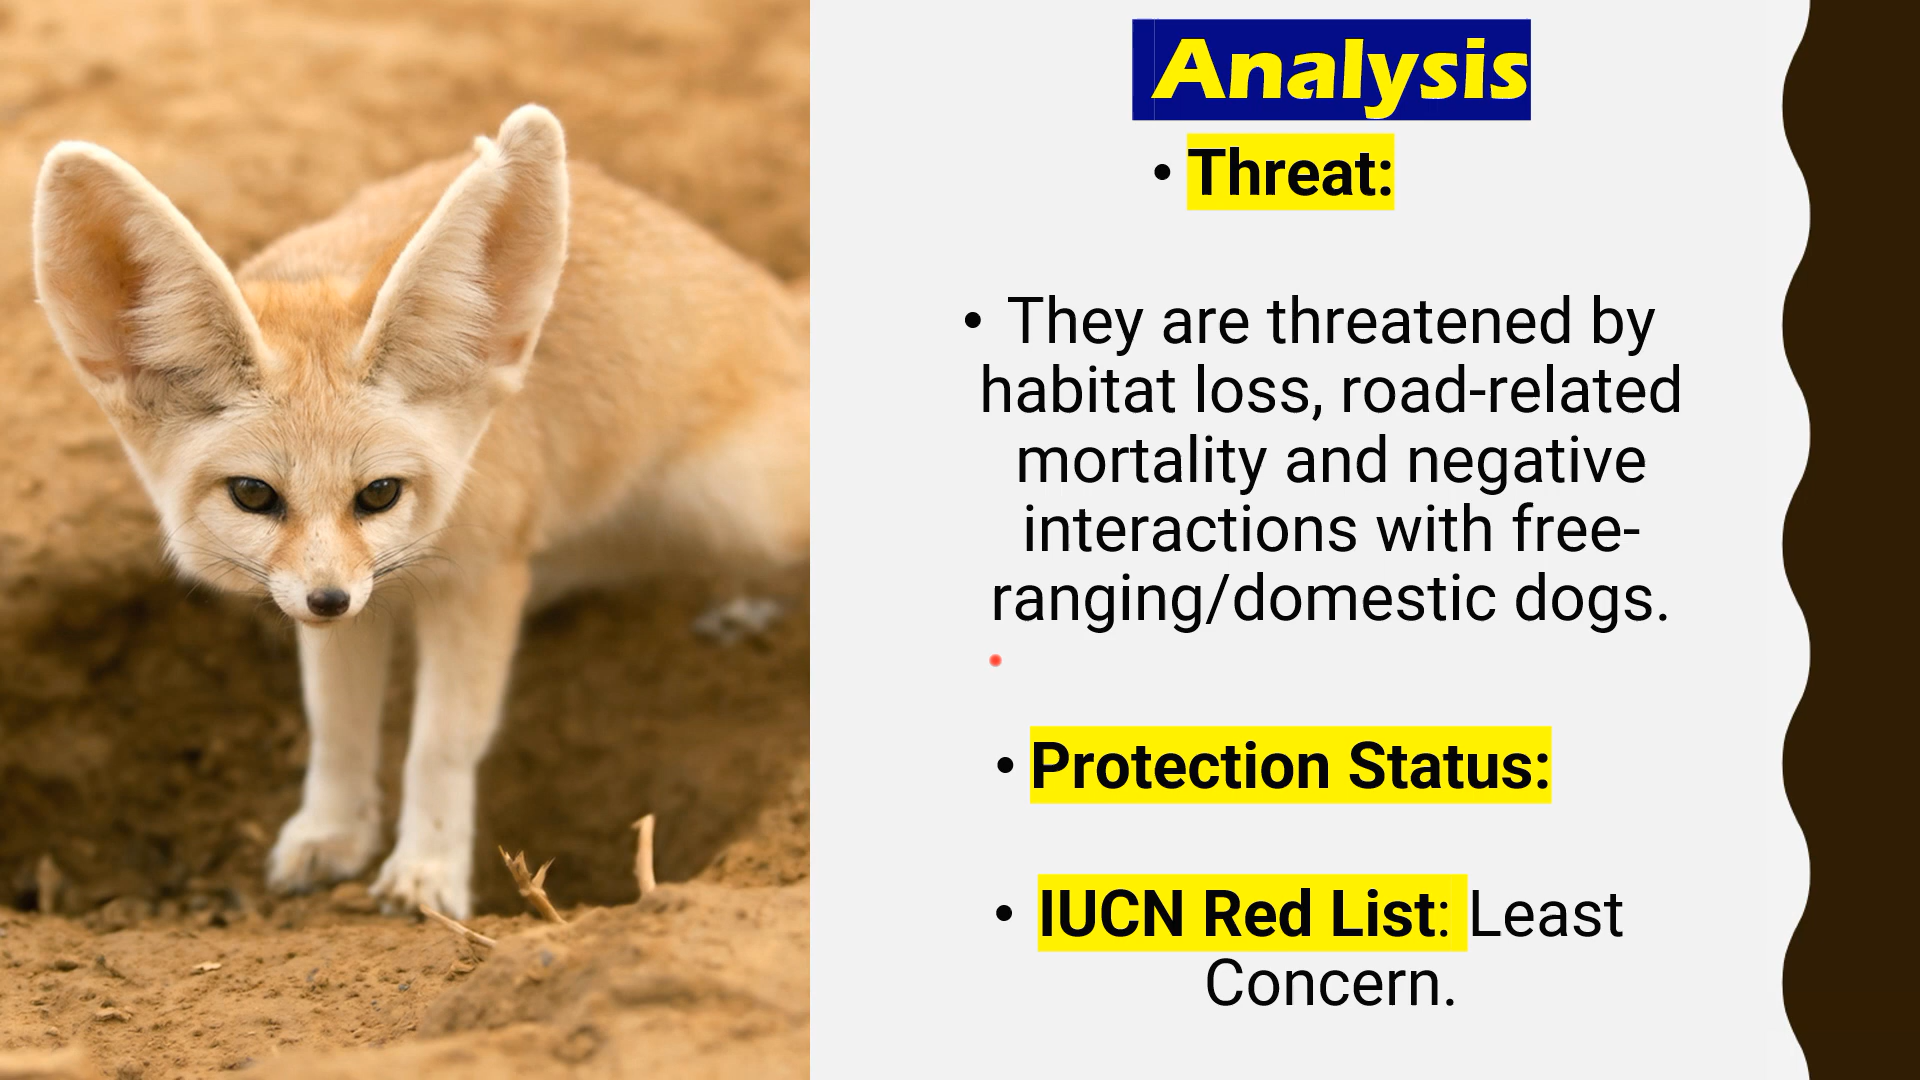 Analysis
• Threat:
• They are threatened by
habitat loss, road-related
mortality and negative
interactions with free-
ranging/domestic dogs.
• Protection Status:
• IUCN Red List: Least
Concern.